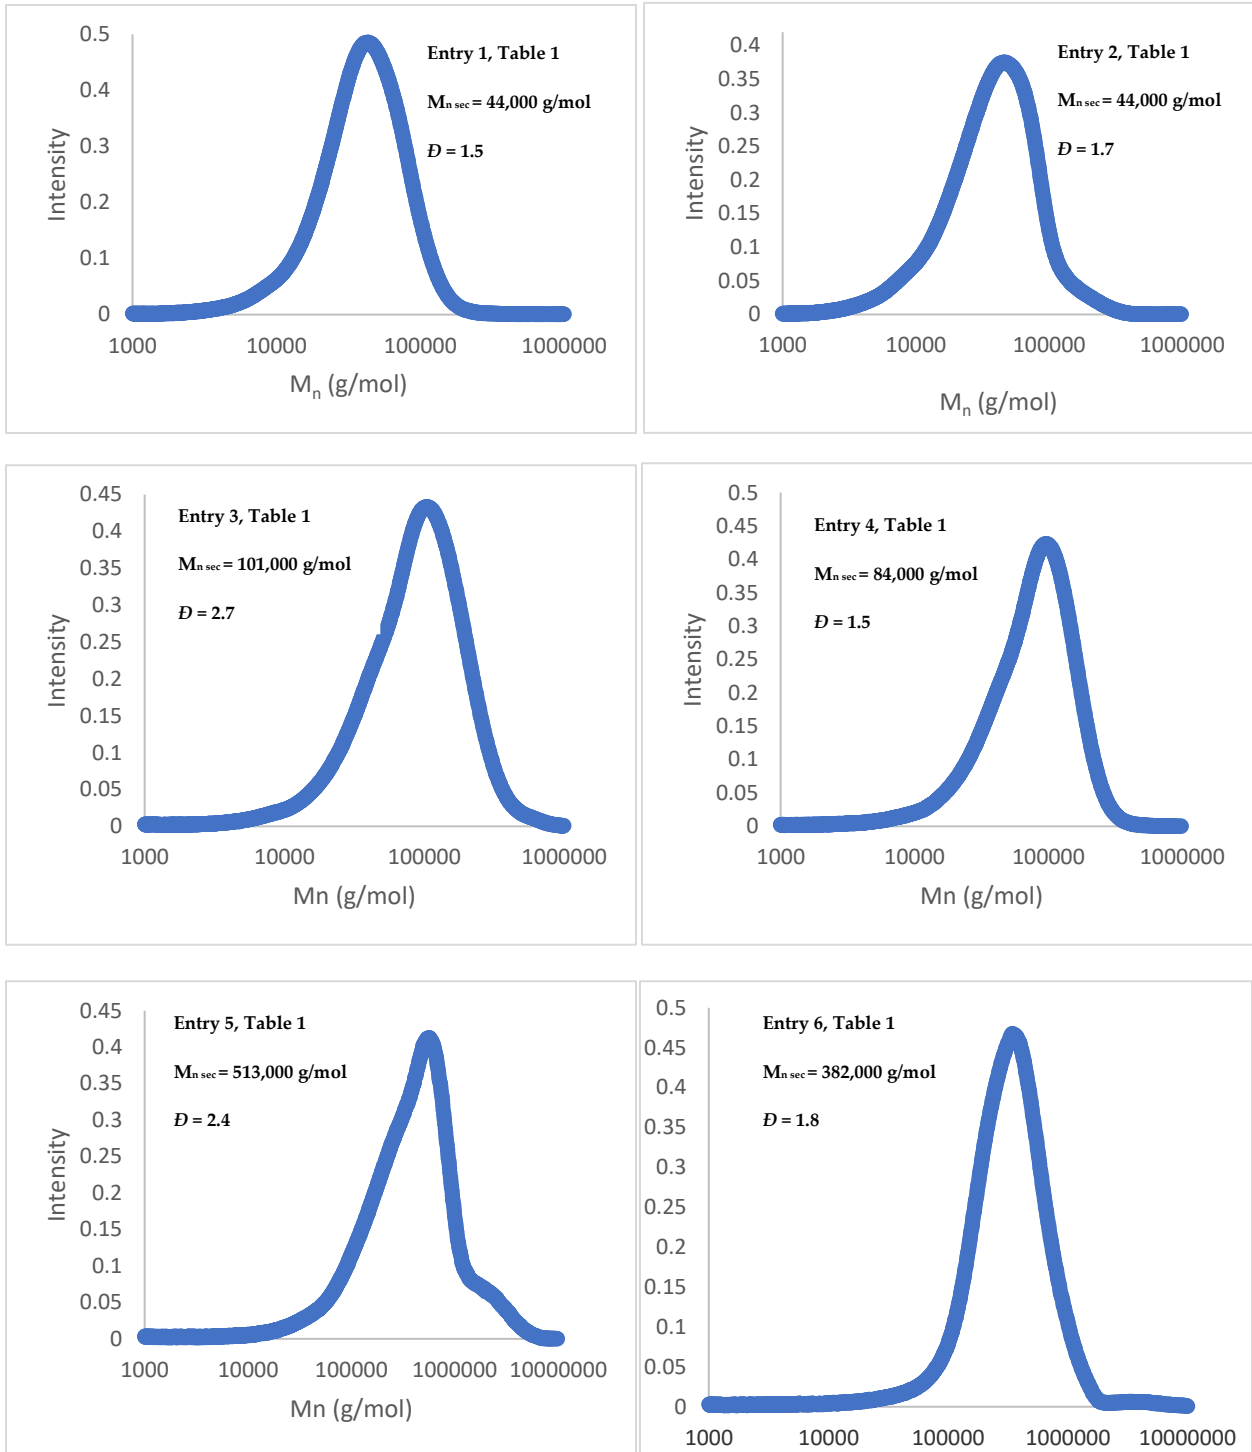 0.5
0.4
0.3
0.2
0.1
0
Intensity
Entry 1, Table 1
Mn sec = 44,000 g/mol
Đ = 1.5
1000 10000 100000 1000000
Mn (g/mol)
0.4
0.35
0.3
0.25
0.2
0.15
0.1
0.05
0
Intensity
Entry 2, Table 1
Mn sec = 44,000 g/mol
Đ = 1.7
1000 10000 100000 1000000
Mn (g/mol)
0.45
0.4
0.35
0.3
0.25
0.2
0.15
0.1
0.05
0
Intensity
Entry 3, Table 1
Mn sec = 101,000 g/mol
Đ = 2.7
1000 10000 100000 1000000
Mn (g/mol)
0.5
0.45
0.4
0.35
0.3
0.25
0.2
0.15
0.1
0.05
0
Intensity
Entry 4, Table 1
Mn sec = 84,000 g/mol
Đ = 1.5
1000 10000 100000 1000000
Mn (g/mol)
0.45
0.4
0.35
0.3
0.25
0.2
0.15
0.1
0.05
0
Intensity
Entry 5, Table 1
Mn sec = 513,000 g/mol
Đ = 2.4
1000 10000 100000 1000000 10000000
Mn (g/mol)
0.5
0.45
0.4
0.35
0.3
0.25
0.2
0.15
0.1
0.05
0
Entry 6, Table 1
Mn sec = 382,000 g/mol
Đ = 1.8
1000 10000 100000 1000000 10000000